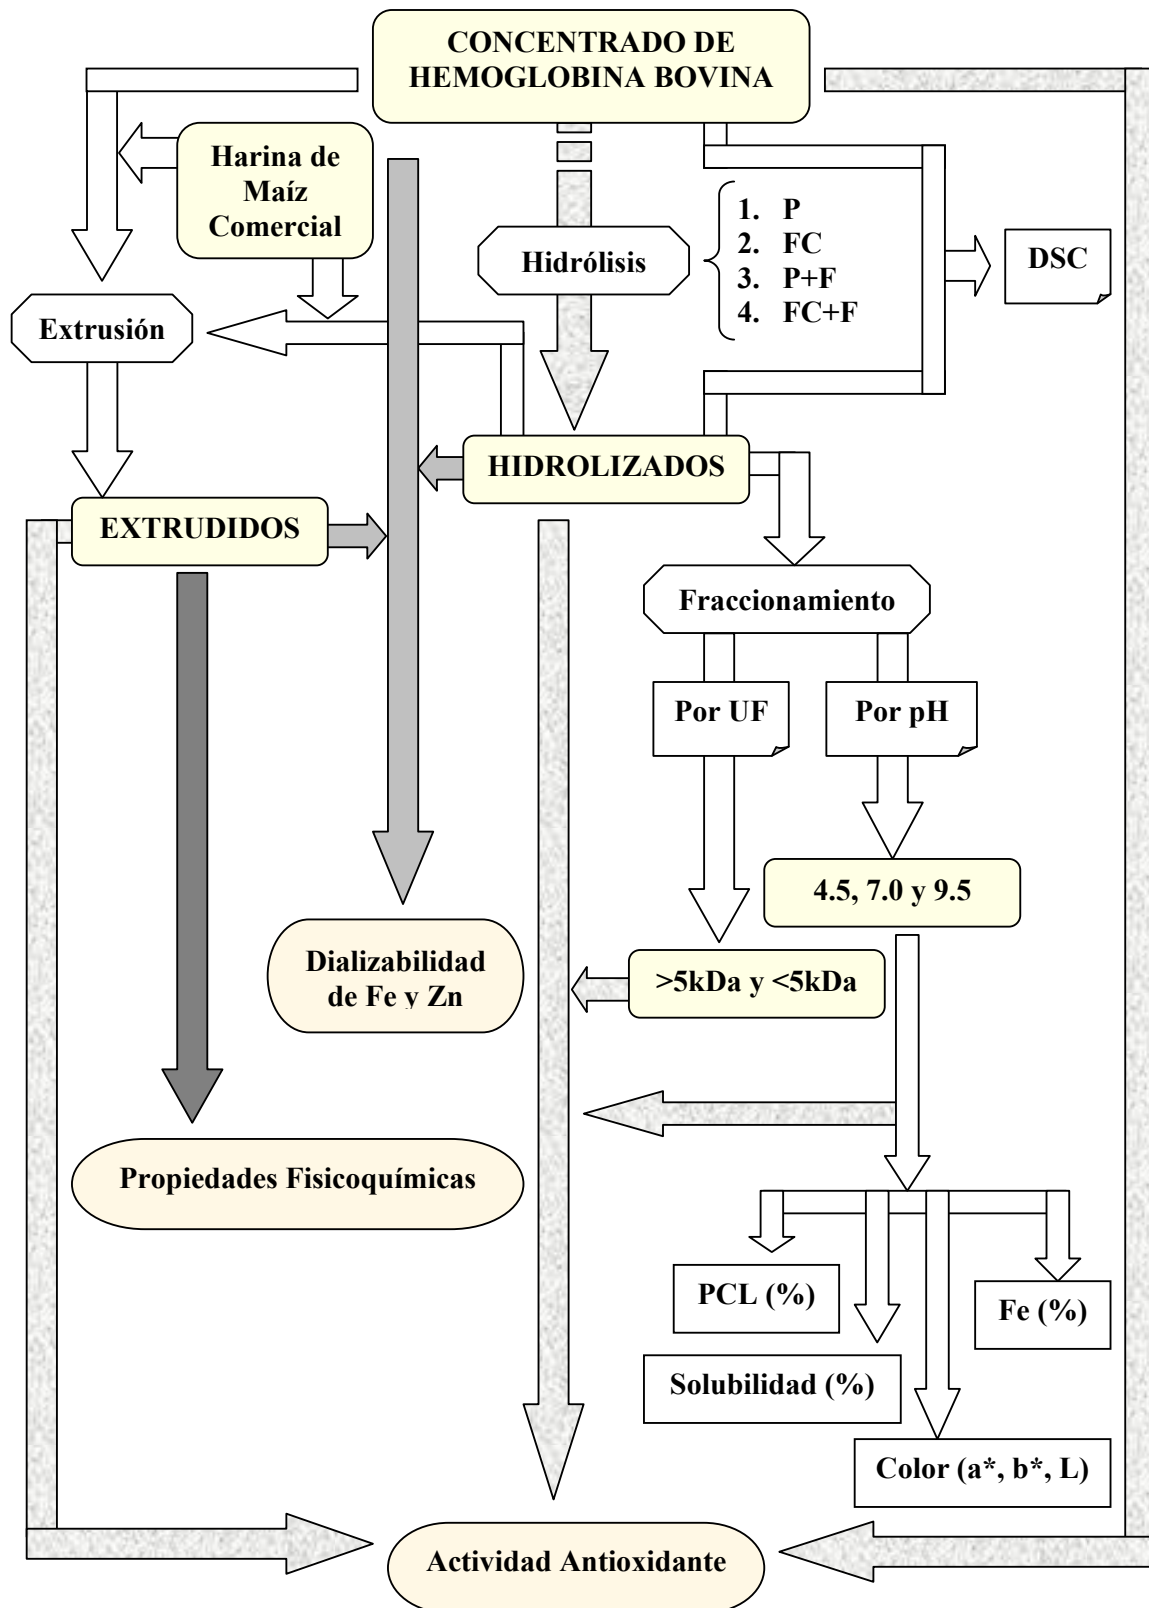 CONCENTRADO DE
HEMOGLOBINA BOVINA
Harina de
Maíz
Comercial
Hidrólisis
1. P
2. FC
3. P+F
4. FC+F
DSC
Extrusión
HIDROLIZADOS
EXTRUDIDOS
Fraccionamiento
Por UF
Por pH
4.5, 7.0 y 9.5
Dializabilidad
de Fe y Zn
>5kDa y <5kDa
Propiedades Fisicoquímicas
PCL (%)
Fe (%)
Solubilidad (%)
Color (a*, b*, L)
Actividad Antioxidante